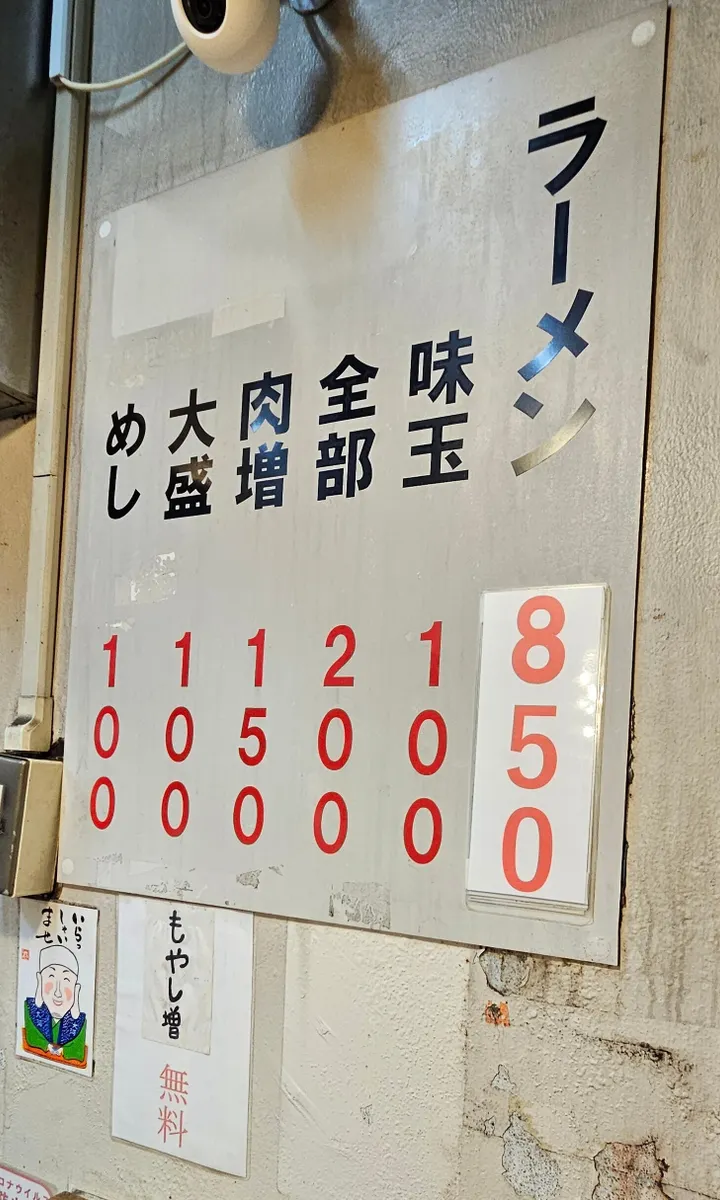 ラーメン 850
味玉 100
全部 200
肉増 150
大盛 100
めし 100
いらっ
しゃい
ませ
もやし増
無料